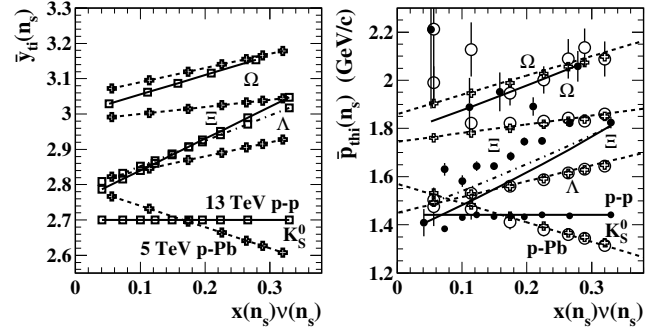 ȳti(ns)
3.2
3.1
3
2.9
2.8
2.7
2.6
2.5
Ω
Ξ
Λ
13 TeV p-p
K0S
5 TeV p-Pb
0
0.1
0.2
0.3
x(ns)ν(ns)
p̄thi(ns) (GeV/c)
2.2
2
1.8
1.6
1.4
1.2
Ω
Ω
Ξ
Ξ
Λ
p-p
K0S
p-Pb
0
0.1
0.2
0.3
x(ns)ν(ns)